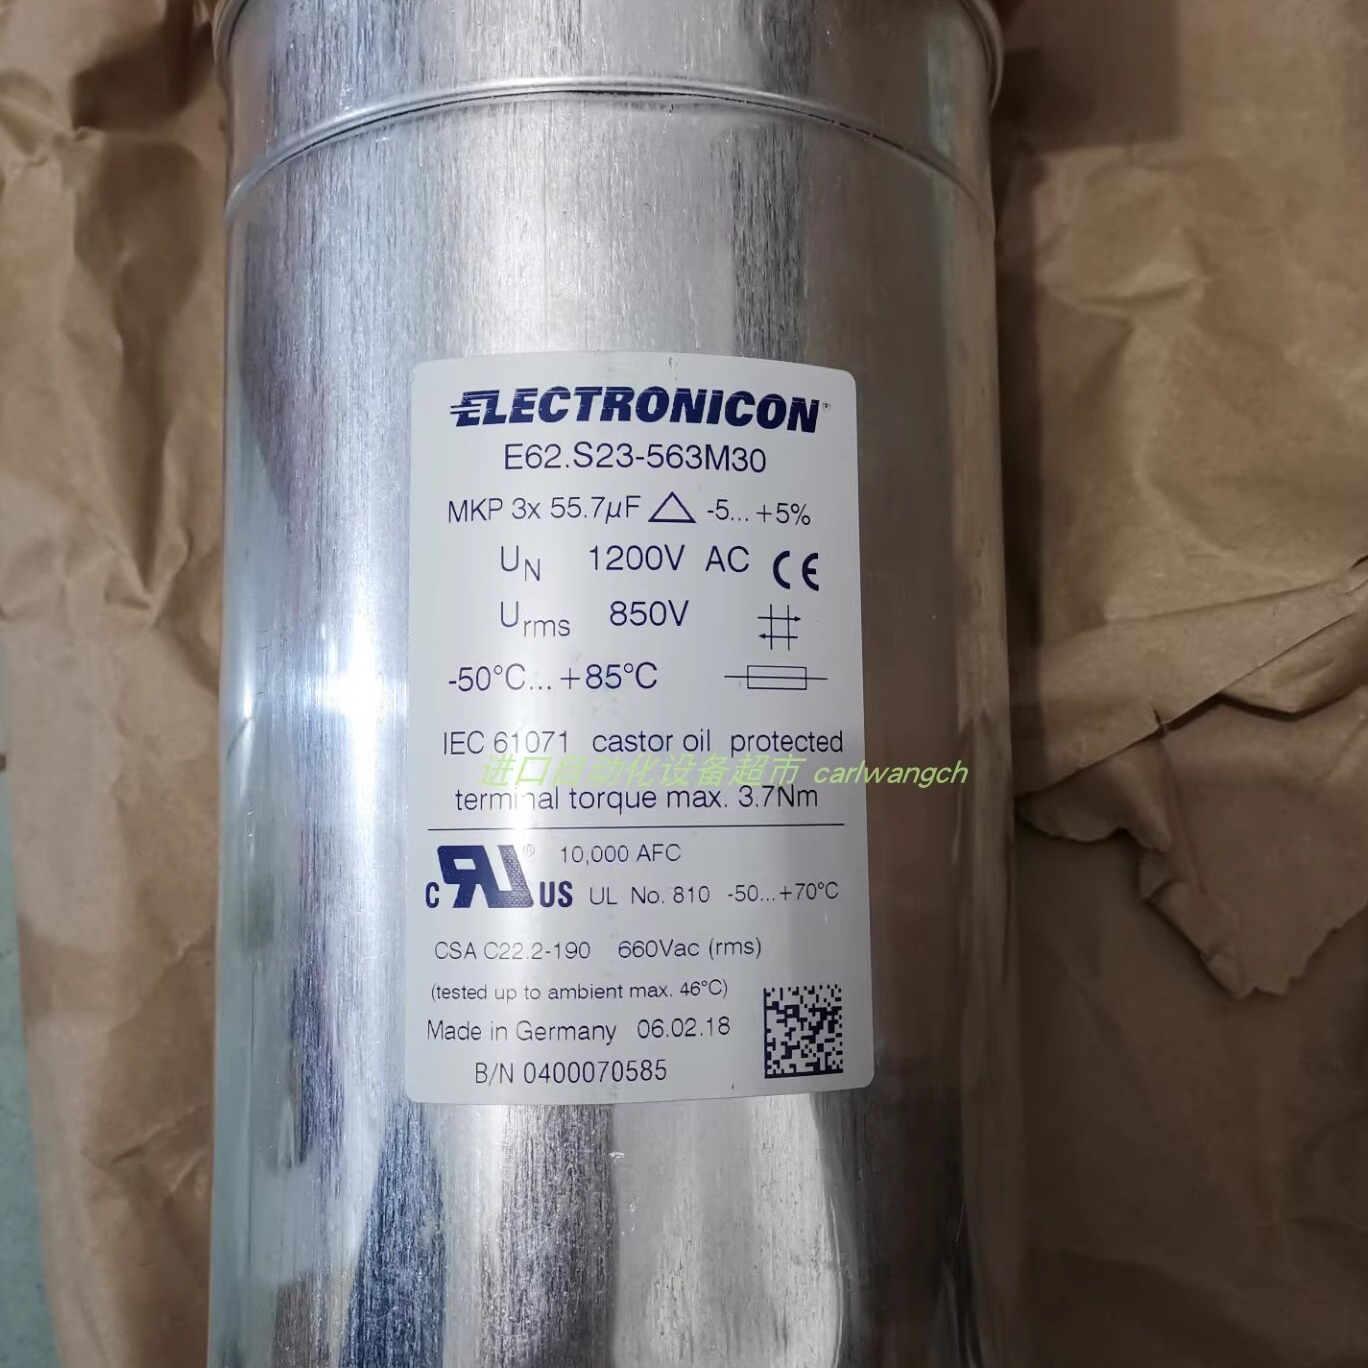 ELECTRONICON®
E62.S23-563M30
MKP 3x 55.7µF △ -5... +5%
UN 1200V AC CE
Urms 850V
-50°C... +85°C
IEC 61071 castor oil protected
进口自动化设备超市 carlwangch
terminal torque max. 3.7Nm
® 10,000 AFC
C RU US UL No. 810 -50...+70°C
CSA C22.2-190 660Vac (rms)
(tested up to ambient max. 46°C)
Made in Germany 06.02.18
B/N 0400070585